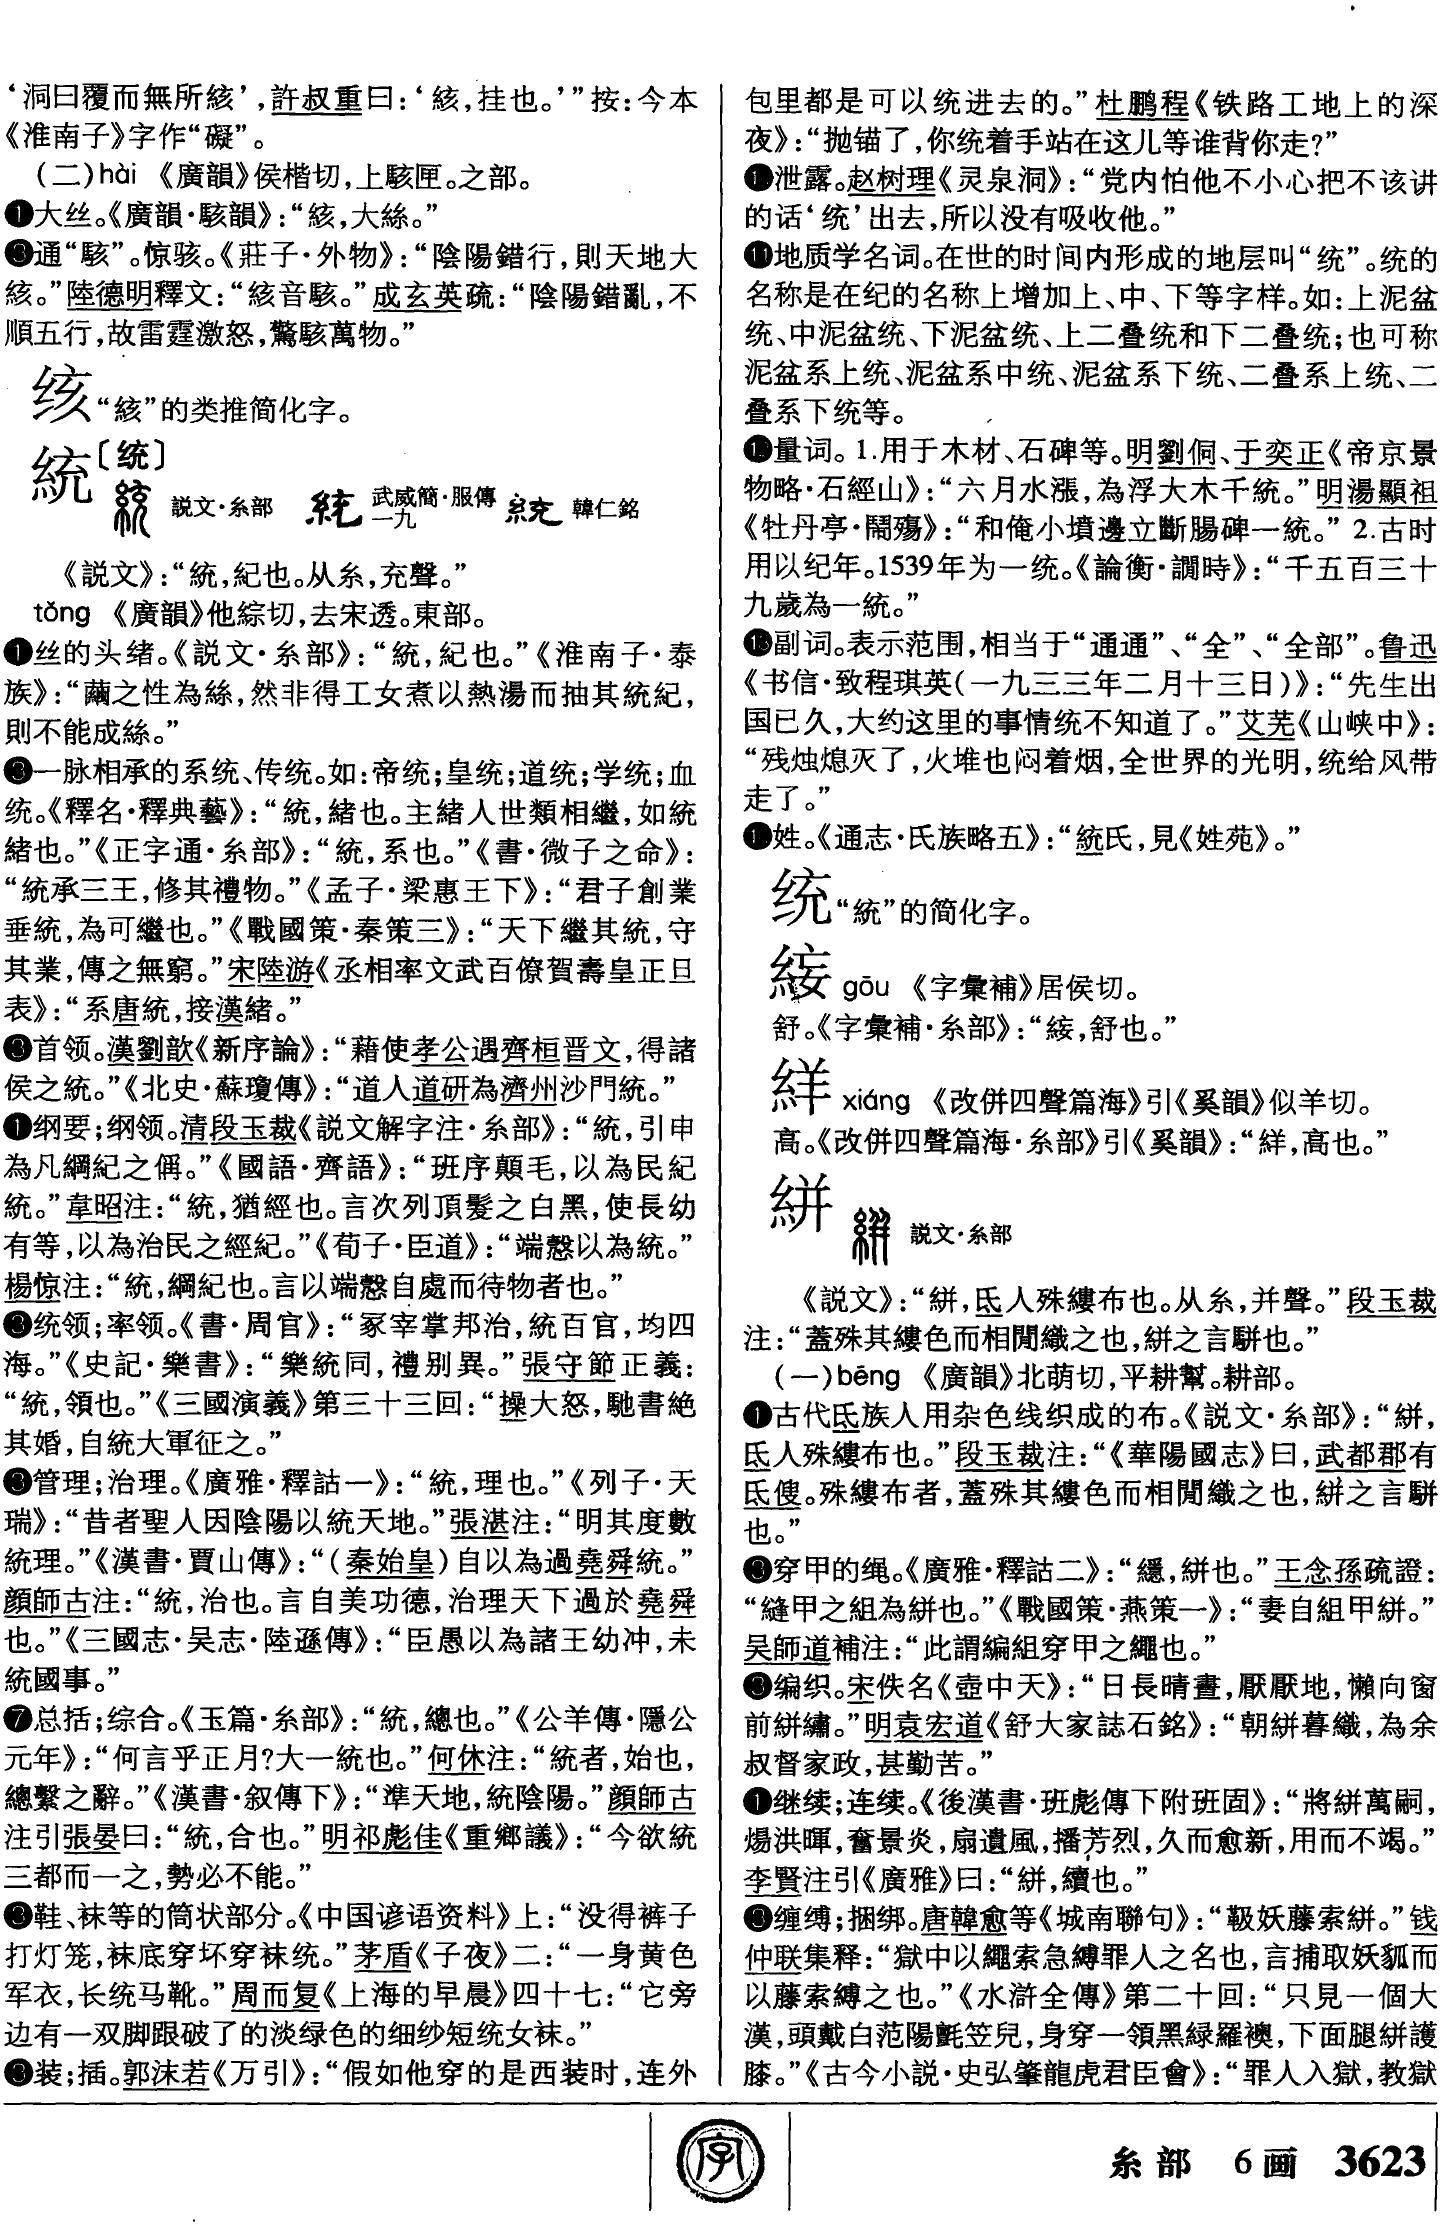 ‘洞曰覆而無所絯’，許叔重曰：‘絯，挂也。’”按：今本
《淮南子》字作“礙”。
（二）hài 《廣韻》侯楷切，上駭匣。之部。
❶大丝。《廣韻·駭韻》：“絯，大絲。”
通“駭”。惊骇。《莊子·外物》：“陰陽錯行，則天地大
絯。”陸德明釋文：“絯音駭。”成玄英疏：“陰陽錯亂，不
順五行，故雷霆激怒，驚駭萬物。”
“絯”的类推简化字。
統〔统〕
説文·糸部 武威簡·服傳一九 韓仁銘
《説文》：“統，紀也。从糸，充聲。”
tǒng 《廣韻》他綜切，去宋透。東部。
❶丝的头绪。《説文·糸部》：“統，紀也。”《淮南子·泰
族》：“繭之性為絲，然非得工女煮以熱湯而抽其統紀，
則不能成絲。”
一脉相承的系统、传统。如：帝统；皇统；道统；学统；血
统。《釋名·釋典藝》：“統，緒也。主緒人世類相繼，如統
緒也。”《正字通·糸部》：“統，系也。”《書·微子之命》：
“統承三王，修其禮物。”《孟子·梁惠王下》：“君子創業
垂統，為可繼也。”《戰國策·秦策三》：“天下繼其統，守
其業，傳之無窮。”宋陸游《丞相率文武百僚賀壽皇正旦
表》：“系唐統，接漢緒。”
首领。漢劉歆《新序論》：“藉使孝公遇齊桓晋文，得諸
侯之統。”《北史·蘇瓊傳》：“道人道研為濟州沙門統。”
纲要；纲领。清段玉裁《説文解字注·糸部》：“統，引申
為凡綱紀之偁。”《國語·齊語》：“班序顛毛，以為民紀
統。”韋昭注：“統，猶經也。言次列頂髮之白黑，使長幼
有等，以為治民之經紀。”《荀子·臣道》：“端慤以為統。”
楊倞注：“統，綱紀也。言以端慤自處而待物者也。”
统领；率领。《書·周官》：“冢宰掌邦治，統百官，均四
海。”《史記·樂書》：“樂統同，禮别異。”張守節正義：
“統，領也。”《三國演義》第三十三回：“操大怒，馳書絶
其婚，自統大軍征之。”
管理；治理。《廣雅·釋詁一》：“統，理也。”《列子·天
瑞》：“昔者聖人因陰陽以統天地。”張湛注：“明其度數
統理。”《漢書·賈山傳》：“（秦始皇）自以為過堯舜統。”
顔師古注：“統，治也。言自美功德，治理天下過於堯舜
也。”《三國志·吴志·陸遜傳》：“臣愚以為諸王幼冲，未
統國事。”
❼总括；综合。《玉篇·糸部》：“統，總也。”《公羊傳·隱公
元年》：“何言乎正月？大一統也。”何休注：“統者，始也，
總繫之辭。”《漢書·叙傳下》：“準天地，統陰陽。”顔師古
注引張晏曰：“統，合也。”明祁彪佳《重鄉議》：“今欲統
三都而一之，勢必不能。”
鞋、袜等的筒状部分。《中国谚语资料》上：“没得裤子
打灯笼，袜底穿坏穿袜统。”茅盾《子夜》二：“一身黄色
军衣，长统马靴。”周而复《上海的早晨》四十七：“它旁
边有一双脚跟破了的淡绿色的细纱短统女袜。”
装；插。郭沫若《万引》：“假如他穿的是西装时，连外
包里都是可以统进去的。”杜鹏程《铁路工地上的深
夜》：“抛锚了，你统着手站在这儿等谁背你走？”
泄露。赵树理《灵泉洞》：“党内怕他不小心把不该讲
的话‘统’出去，所以没有吸收他。”
⓫地质学名词。在世的时间内形成的地层叫“统”。统的
名称是在纪的名称上增加上、中、下等字样。如：上泥盆
统、中泥盆统、下泥盆统、上二叠统和下二叠统；也可称
泥盆系上统、泥盆系中统、泥盆系下统、二叠系上统、二
叠系下统等。
量词。1.用于木材、石碑等。明劉侗、于奕正《帝京景
物略·石經山》：“六月水漲，為浮大木千統。”明湯顯祖
《牡丹亭·鬧殤》：“和俺小墳邊立斷腸碑一統。”2.古时
用以纪年。1539年为一统。《論衡·調時》：“千五百三十
九歲為一統。”
⓭副词。表示范围，相当于“通通”、“全”、“全部”。鲁迅
《书信·致程琪英（一九三三年二月十三日）》：“先生出
国已久，大约这里的事情统不知道了。”艾芜《山峡中》：
“残烛熄灭了，火堆也闷着烟，全世界的光明，统给风带
走了。”
姓。《通志·氏族略五》：“統氏，見《姓苑》。”
统“統”的简化字。
gōu 《字彙補》居侯切。
舒。《字彙補·糸部》：“，舒也。”
絴 xiáng 《改併四聲篇海》引《奚韻》似羊切。
高。《改併四聲篇海·糸部》引《奚韻》：“絴，高也。”
絣 説文·糸部
《説文》：“絣，氐人殊縷布也。从糸，并聲。”段玉裁
注：“蓋殊其縷色而相閒織之也，絣之言駢也。”
（一）bēng 《廣韻》北萌切，平耕幫。耕部。
❶古代氐族人用杂色线织成的布。《説文·糸部》：“絣，
氐人殊縷布也。”段玉裁注：“《華陽國志》曰，武都郡有
氐傁。殊縷布者，蓋殊其縷色而相閒織之也，絣之言駢
也。”
穿甲的绳。《廣雅·釋詁二》：“繉，絣也。”王念孫疏證：
“縫甲之組為絣也。”《戰國策·燕策一》：“妻自組甲絣。”
吴師道補注：“此謂編組穿甲之繩也。”
编织。宋佚名《壺中天》：“日長晴晝，厭厭地，懶向窗
前絣繡。”明袁宏道《舒大家誌石銘》：“朝絣暮織，為余
叔督家政，甚勤苦。”
继续；连续。《後漢書·班彪傳下附班固》：“將絣萬嗣，
煬洪暉，奮景炎，扇遺風，播芳烈，久而愈新，用而不竭。”
李賢注引《廣雅》曰：“絣，續也。”
缠缚；捆绑。唐韓愈等《城南聯句》：“靸妖藤索絣。”钱
仲联集释：“獄中以繩索急縛罪人之名也，言捕取妖狐而
以藤索縛之也。”《水滸全傳》第二十回：“只見一個大
漢，頭戴白范陽氈笠兒，身穿一領黑緑羅襖，下面腿絣護
膝。”《古今小説·史弘肇龍虎君臣會》：“罪人入獄，教獄
字
糸部 6画 3623